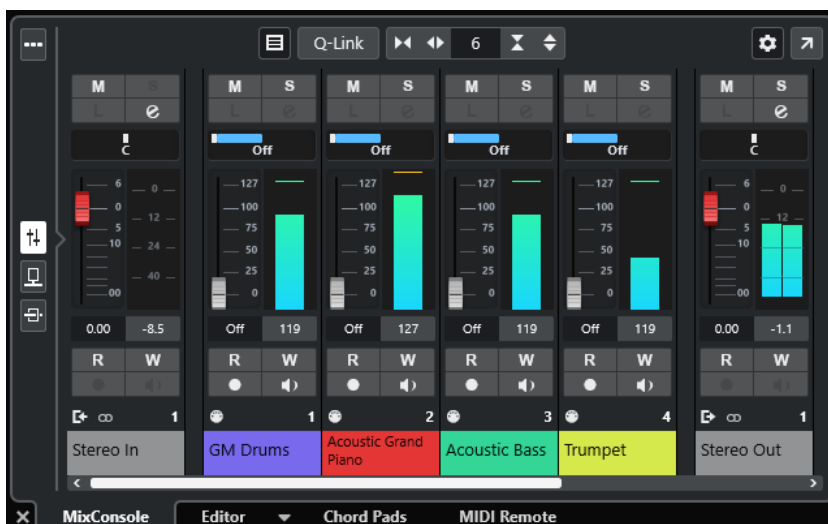 Q-Link 6
M S M S M S M S M S M S
L e L e L e L e L e L e
C Off Off Off Off C
6 0 127 127 127 127 6 0
0 12 100 100 100 100 0 12
5 75 75 75 75 5
10 24 50 50 50 50 10
40 25 25 25 25
00 0 0 0 0 00
0.00 -8.5 Off 119 Off 127 Off 119 Off 119 0.00 -1.1
R W R W R W R W R W R W
1 1 2 3 4 1
Stereo In GM Drums Acoustic Grand Piano Acoustic Bass Trumpet Stereo Out
MixConsole Editor Chord Pads MIDI Remote